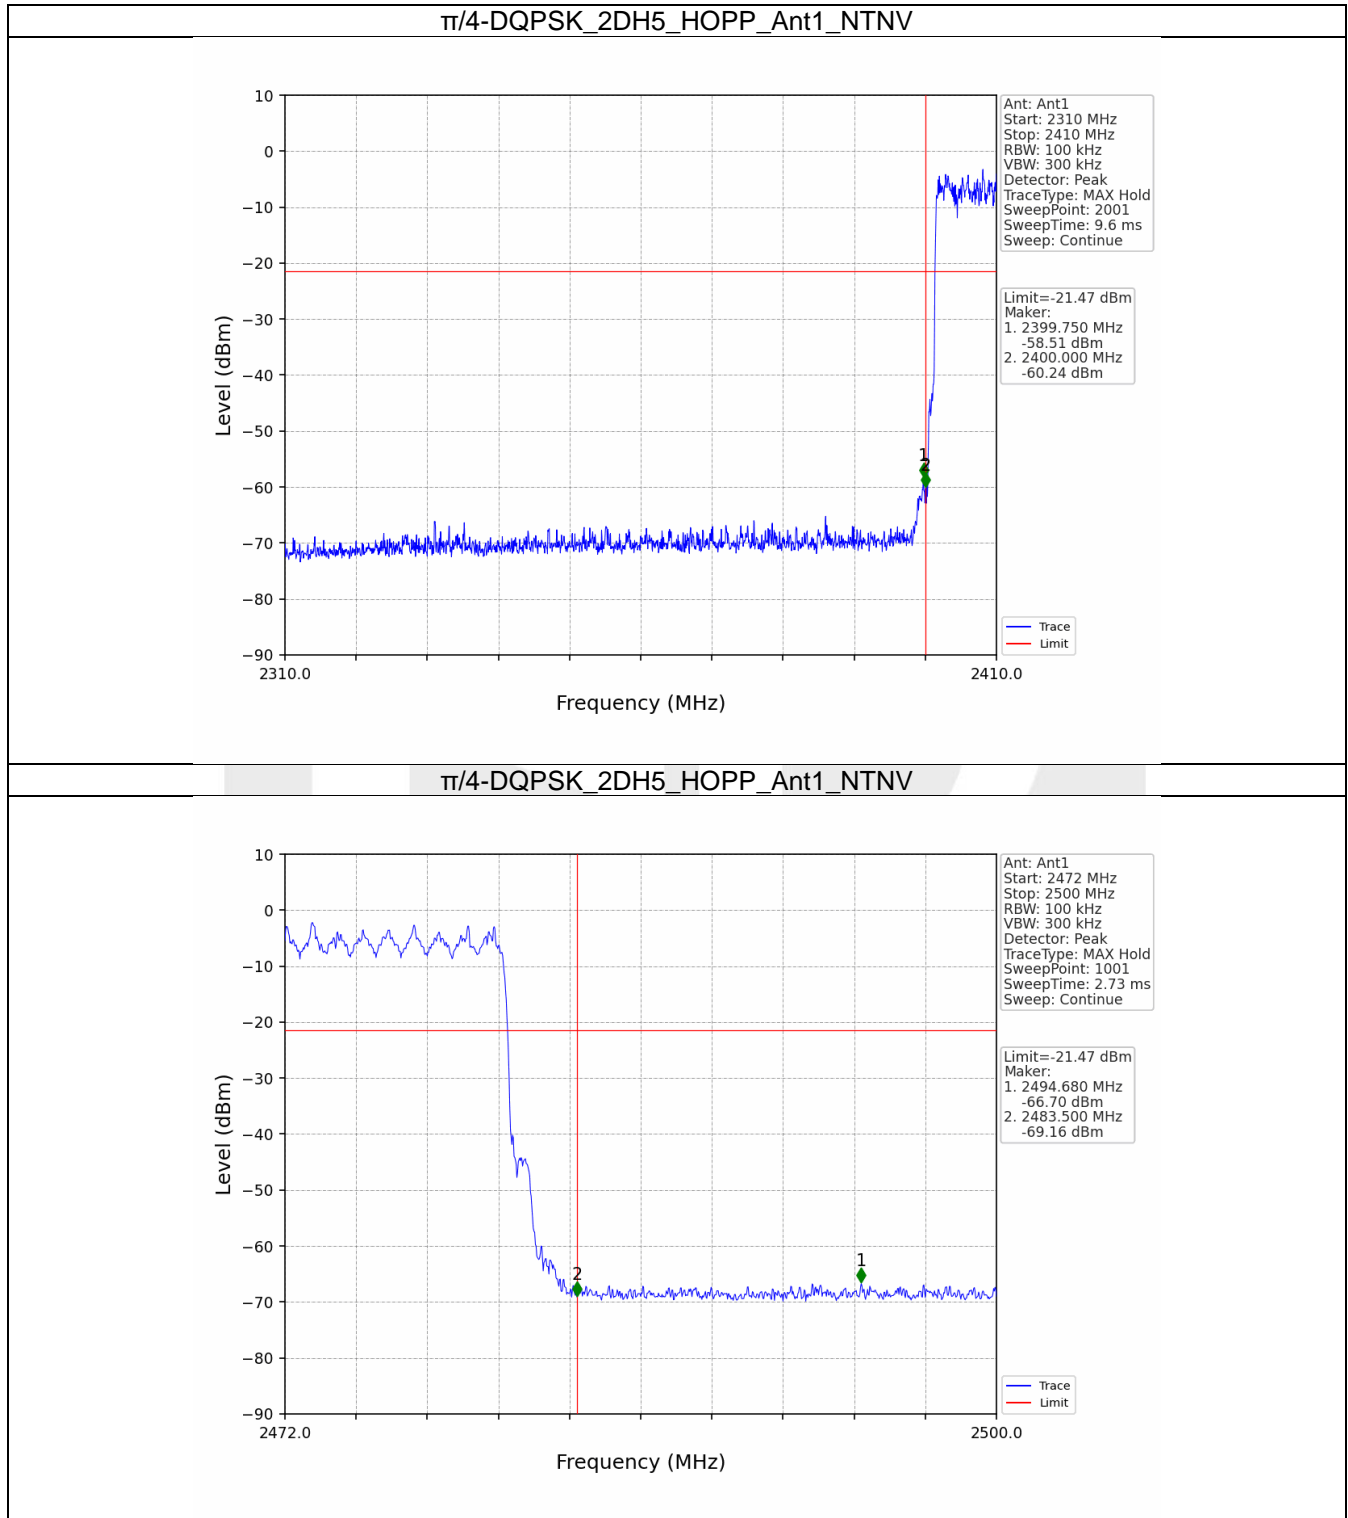 π/4-DQPSK_2DH5_HOPP_Ant1_NTNV
10
0
−10
−20
−30
−40
−50
−60
−70
−80
−90
Level (dBm)
1
2
2310.0
2410.0
Frequency (MHz)
Ant: Ant1
Start: 2310 MHz
Stop: 2410 MHz
RBW: 100 kHz
VBW: 300 kHz
Detector: Peak
TraceType: MAX Hold
SweepPoint: 2001
SweepTime: 9.6 ms
Sweep: Continue
Limit=-21.47 dBm
Maker:
1. 2399.750 MHz
-58.51 dBm
2. 2400.000 MHz
-60.24 dBm
Trace
Limit
π/4-DQPSK_2DH5_HOPP_Ant1_NTNV
10
0
−10
−20
−30
−40
−50
−60
−70
−80
−90
Level (dBm)
2
1
2472.0
2500.0
Frequency (MHz)
Ant: Ant1
Start: 2472 MHz
Stop: 2500 MHz
RBW: 100 kHz
VBW: 300 kHz
Detector: Peak
TraceType: MAX Hold
SweepPoint: 1001
SweepTime: 2.73 ms
Sweep: Continue
Limit=-21.47 dBm
Maker:
1. 2494.680 MHz
-66.70 dBm
2. 2483.500 MHz
-69.16 dBm
Trace
Limit